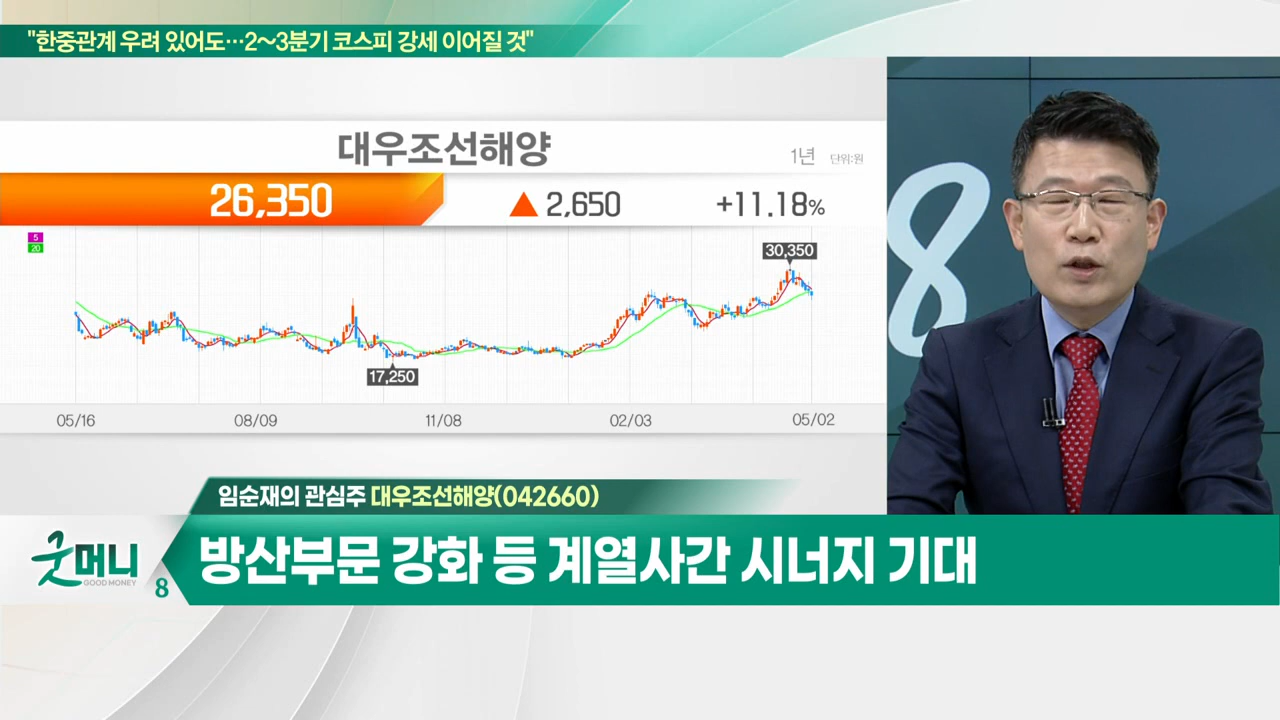 "한중관계 우려 있어도…2~3분기 코스피 강세 이어질 것"
대우조선해양
1년 단위:원
26,350 ▲ 2,650 +11.18%
5
20
30,350
17,250
05/16 08/09 11/08 02/03 05/02
8
임순재의 관심주 대우조선해양(042660)
방산부문 강화 등 계열사간 시너지 기대
굿머니
GOOD MONEY
8